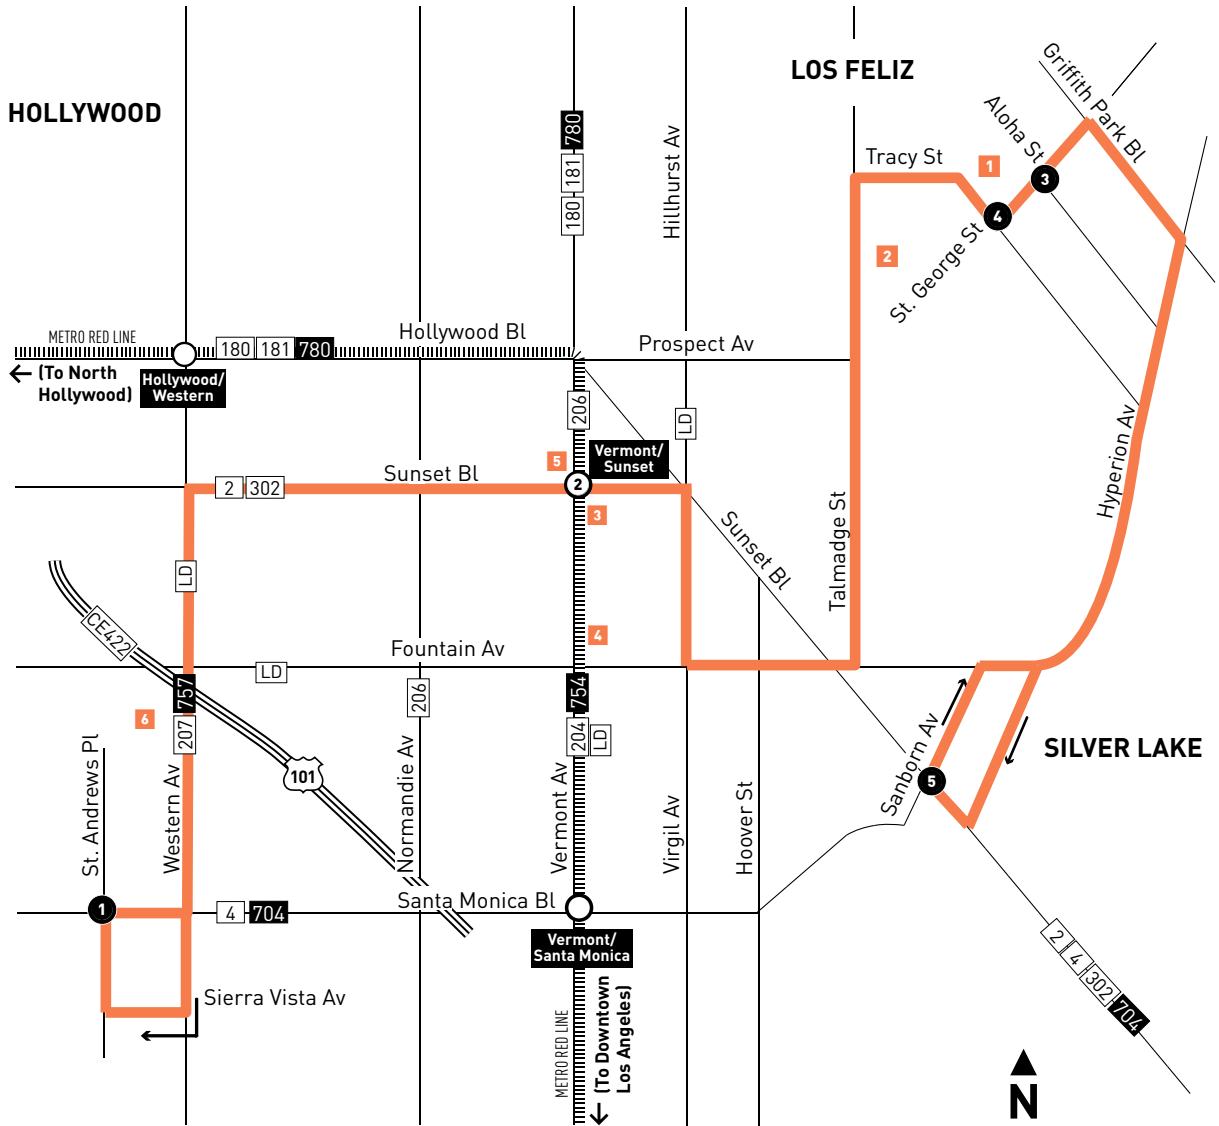 LOS FELIZ
HOLLYWOOD
Griffith Park Bl
Aloha St
780
181
180
Hillhurst Av
Tracy St
1
3
4
2
St. George St
METRO RED LINE
Hollywood Bl
Prospect Av
180 181 780
(To North
Hollywood)
Hollywood/
Western
206
LD
Hyperion Av
Vermont/
Sunset
5
Sunset Bl
2 302
2
3
Sunset Bl
Talmadge St
LD
CE422
4
Fountain Av
LD
757
207
206
754
204
LD
6
101
SILVER LAKE
Sanborn Av
5
St. Andrews Pl
Western Av
Normandie Av
Vermont Av
Virgil Av
Hoover St
1
4 704
Santa Monica Bl
Vermont/
Santa Monica
2 4 302 704
Sierra Vista Av
METRO RED LINE
(To Downtown
Los Angeles)
N